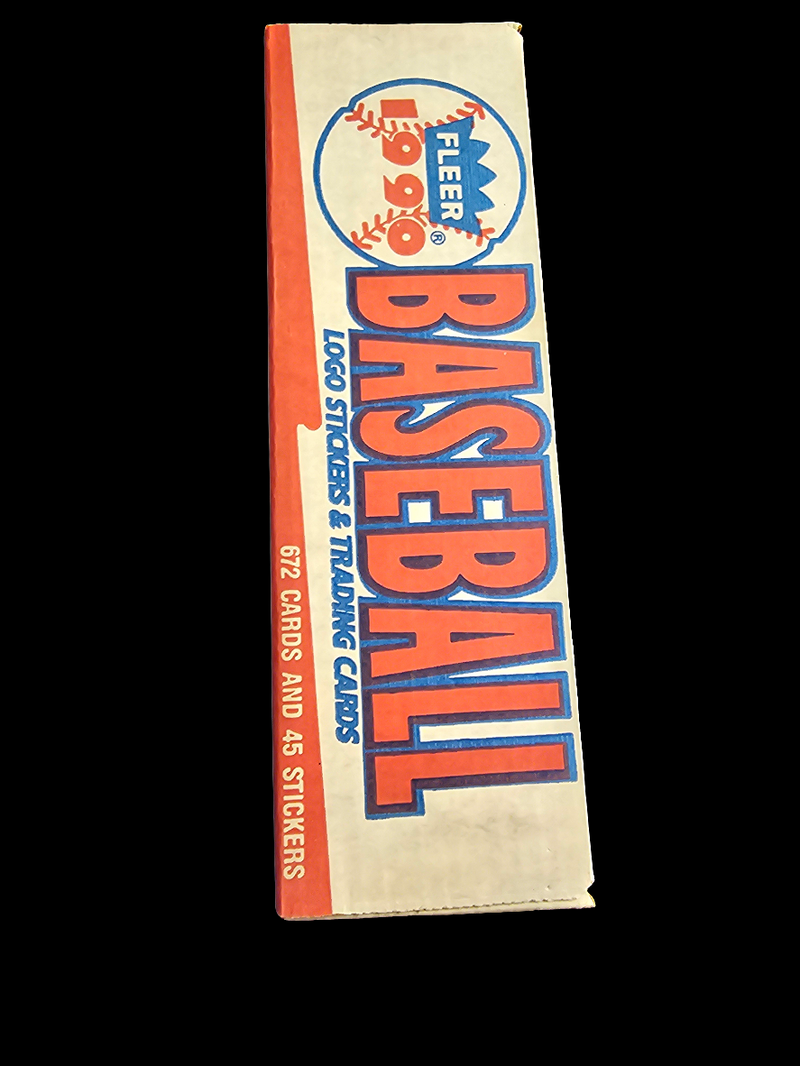 FLEER®
1990
BASEBALL
LOGO STICKERS & TRADING CARDS
672 CARDS AND 45 STICKERS